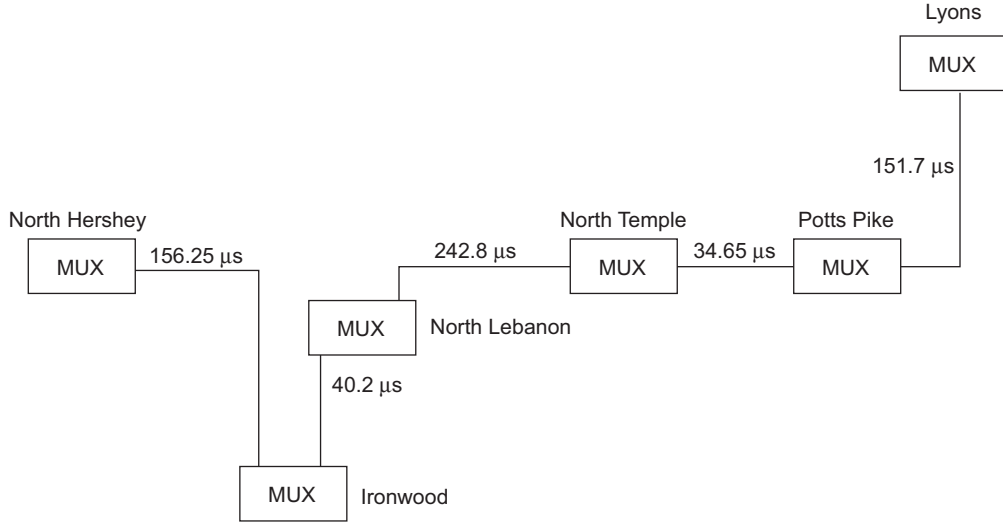 Lyons
MUX
151.7 μs
North Hershey
North Temple
Potts Pike
MUX
156.25 μs
242.8 μs
MUX
34.65 μs
MUX
MUX
North Lebanon
40.2 μs
MUX
Ironwood